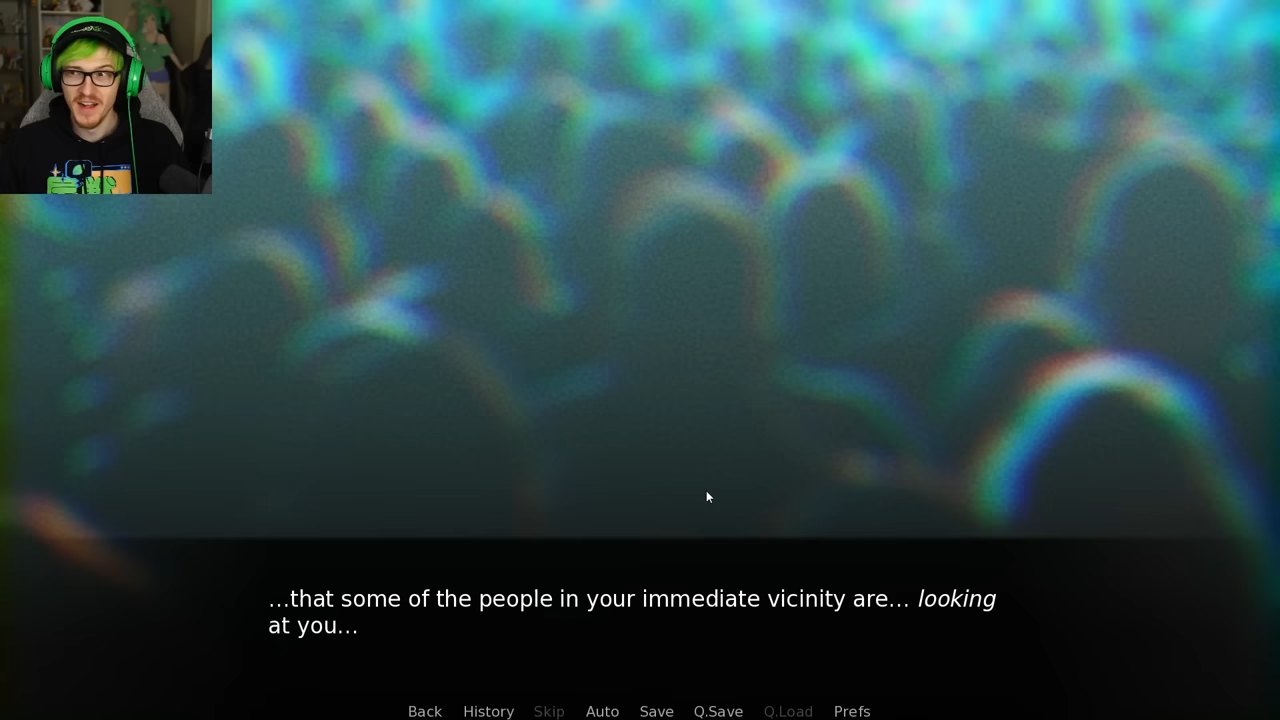 …that some of the people in your immediate vicinity are… looking
at you…
Back History Skip Auto Save Q.Save Q.Load Prefs